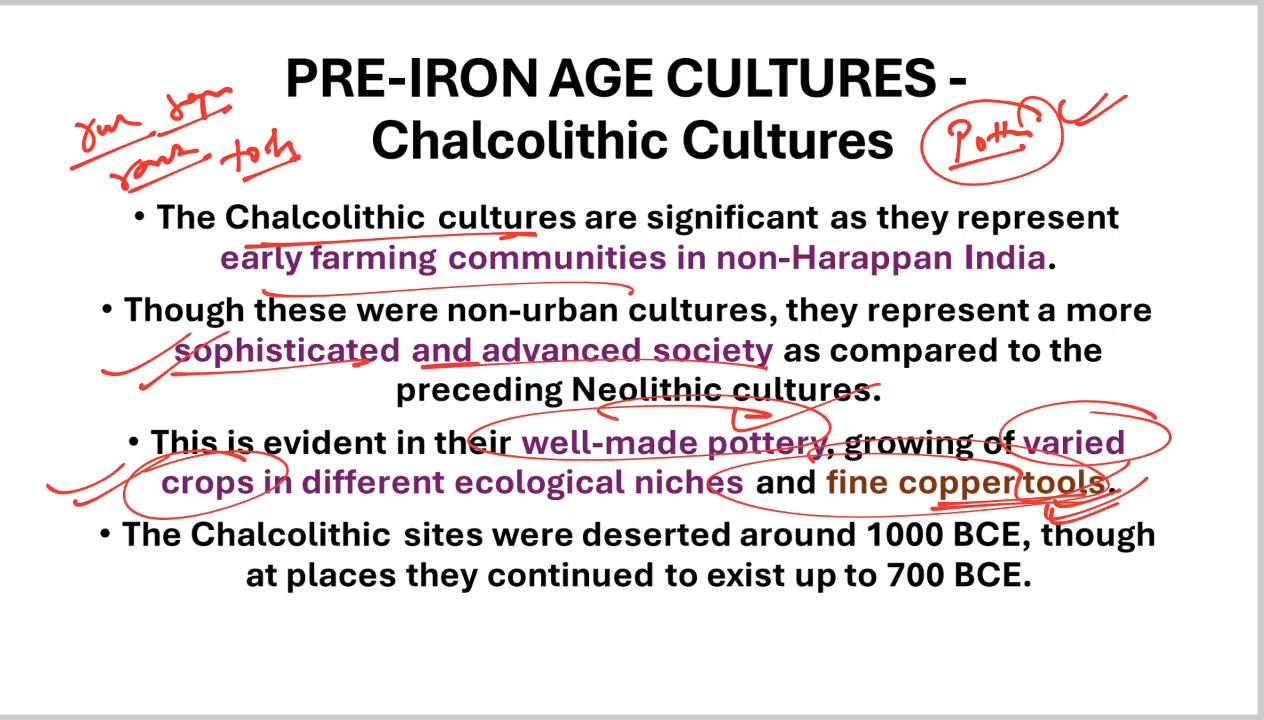 PRE-IRON AGE CULTURES -
Chalcolithic Cultures
• The Chalcolithic cultures are significant as they represent
early farming communities in non-Harappan India.
• Though these were non-urban cultures, they represent a more
sophisticated and advanced society as compared to the
preceding Neolithic cultures.
• This is evident in their well-made pottery, growing of varied
crops in different ecological niches and fine copper tools.
• The Chalcolithic sites were deserted around 1000 BCE, though
at places they continued to exist up to 700 BCE.